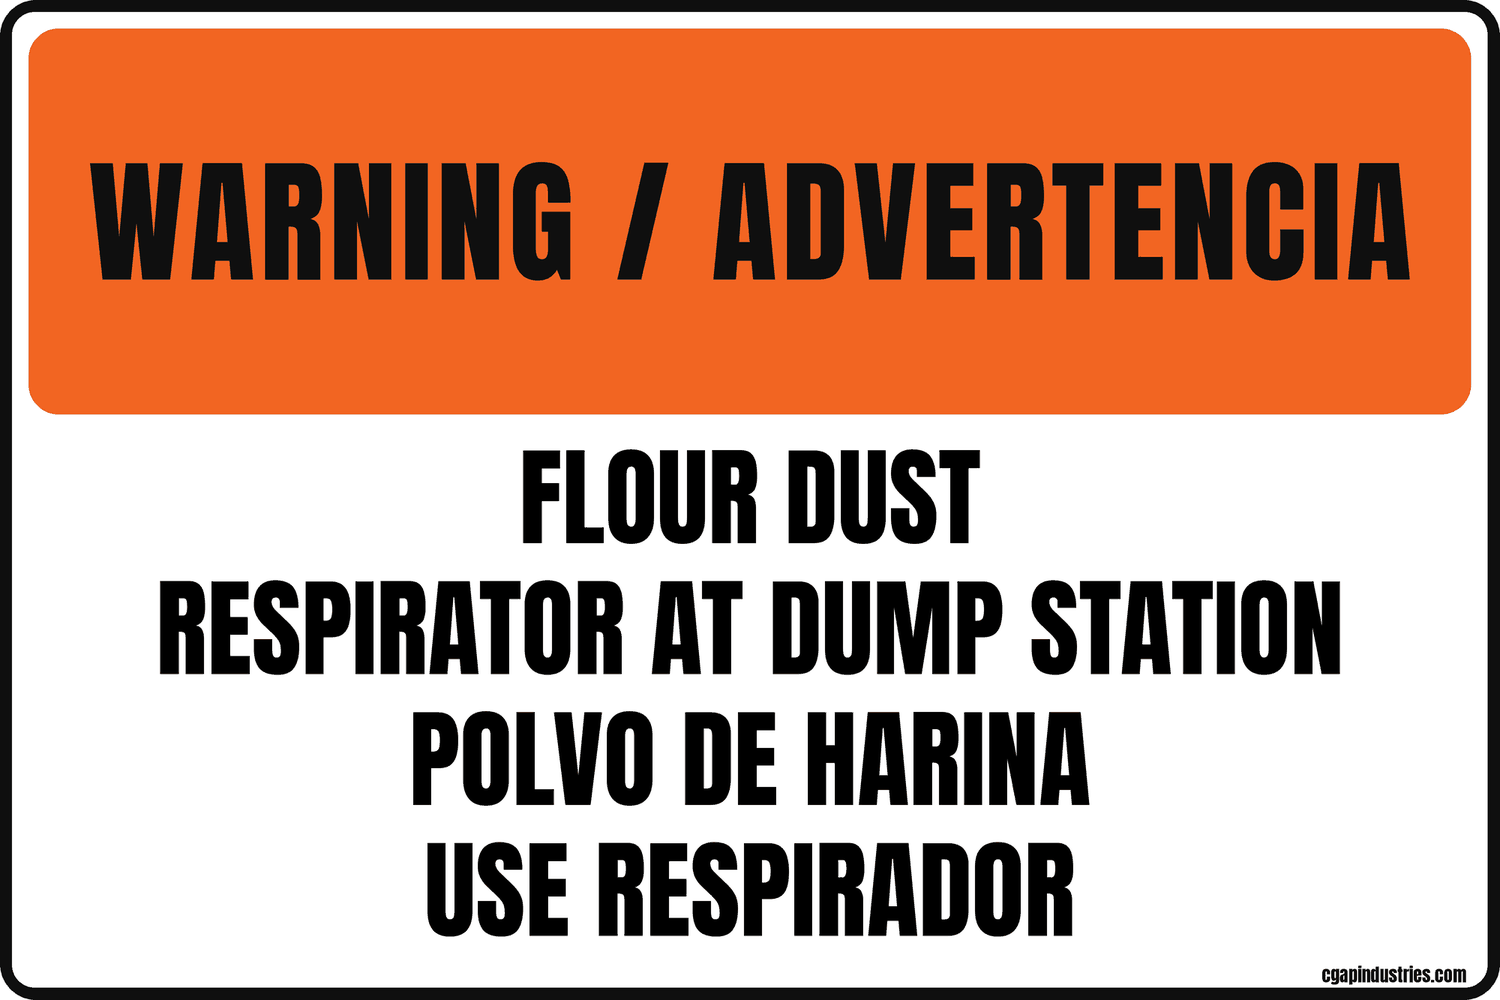 WARNING / ADVERTENCIA
FLOUR DUST
RESPIRATOR AT DUMP STATION
POLVO DE HARINA
USE RESPIRADOR
cgapindustries.com